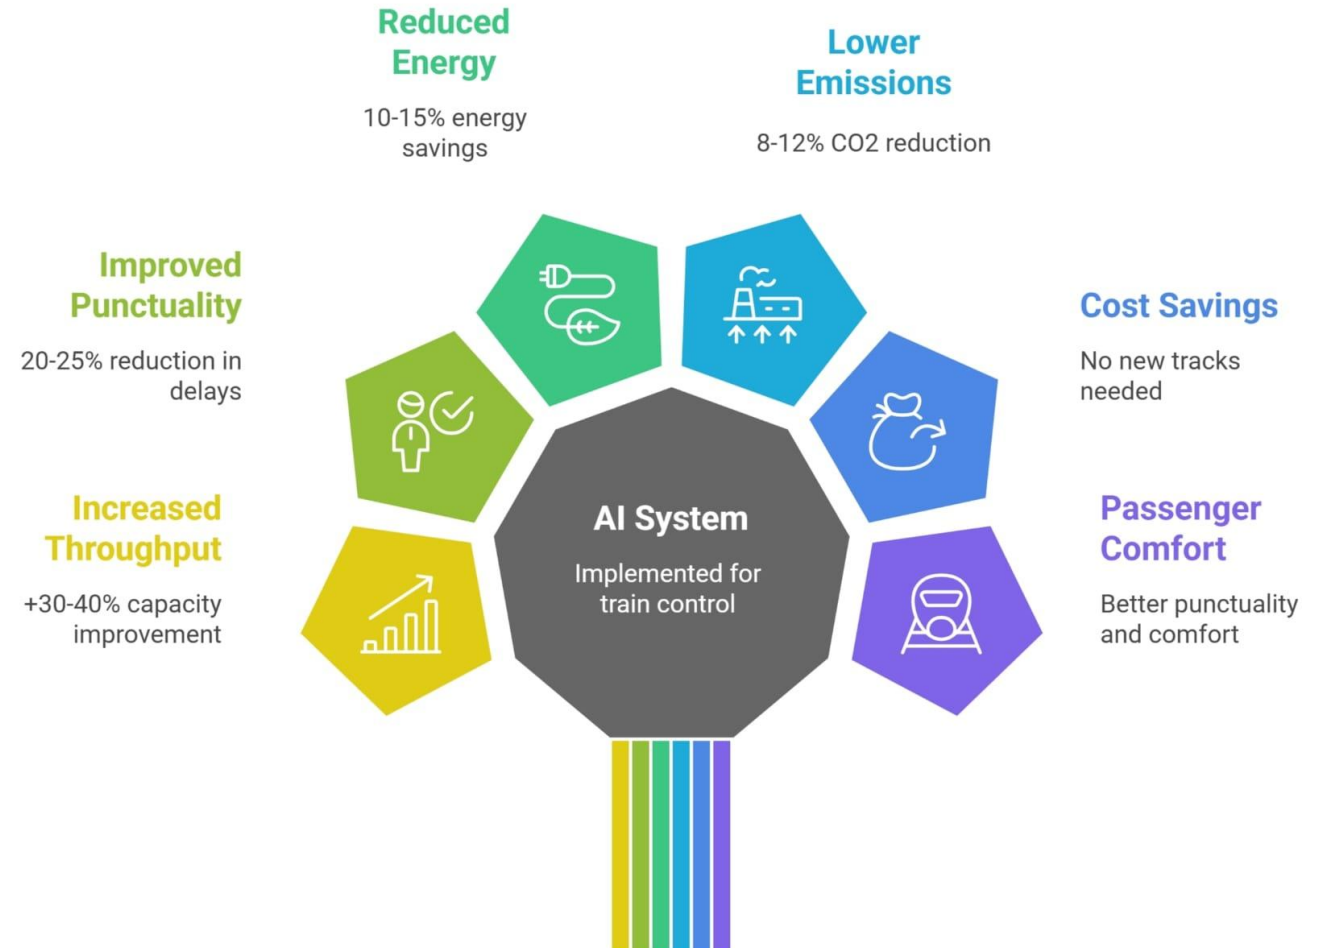 Reduced
Energy
10-15% energy
savings
Lower
Emissions
8-12% CO2 reduction
Improved
Punctuality
20-25% reduction in
delays
Cost Savings
No new tracks
needed
Increased
Throughput
+30-40% capacity
improvement
AI System
Implemented for
train control
Passenger
Comfort
Better punctuality
and comfort